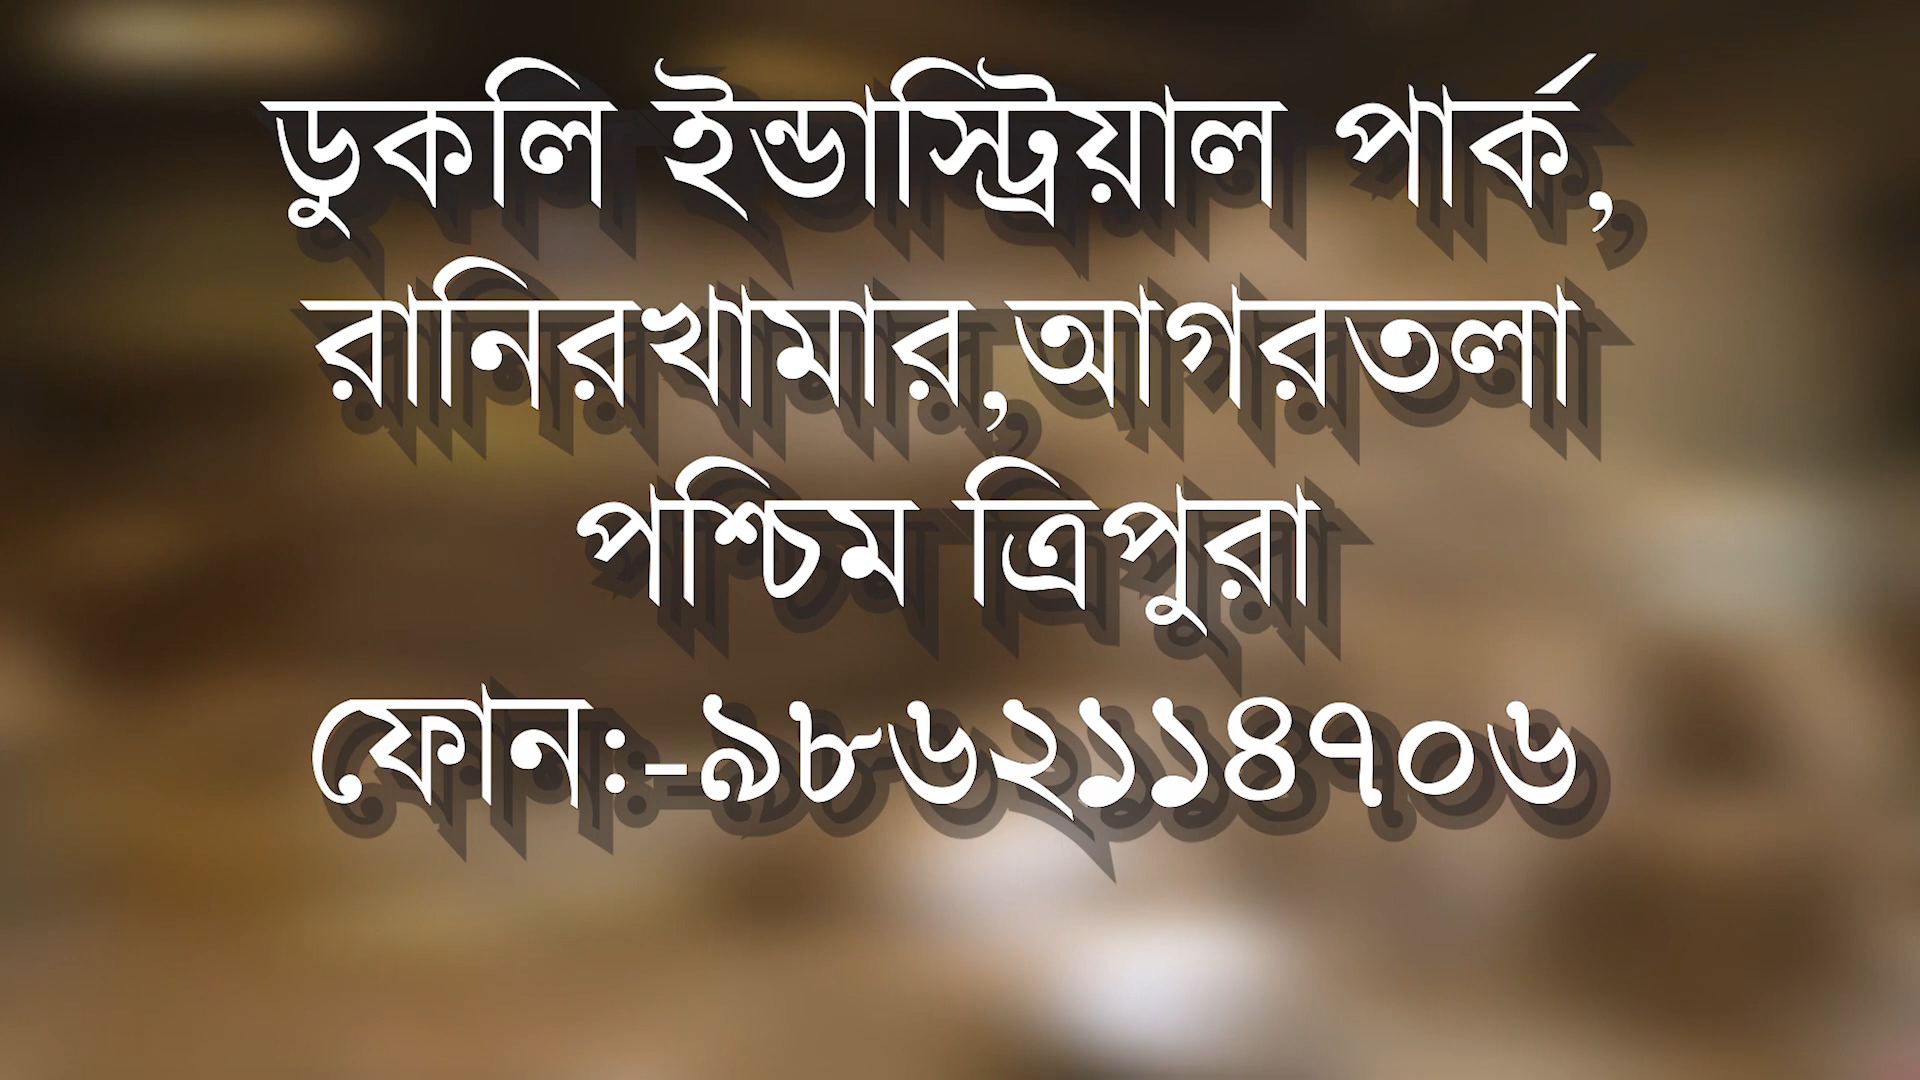 ডুকলি ইন্ডাস্ট্রিয়াল পার্ক,
রানিরখামার,আগরতলা
পশ্চিম ত্রিপুরা
ফোন:-৯৮৬২১১৪৭০৬